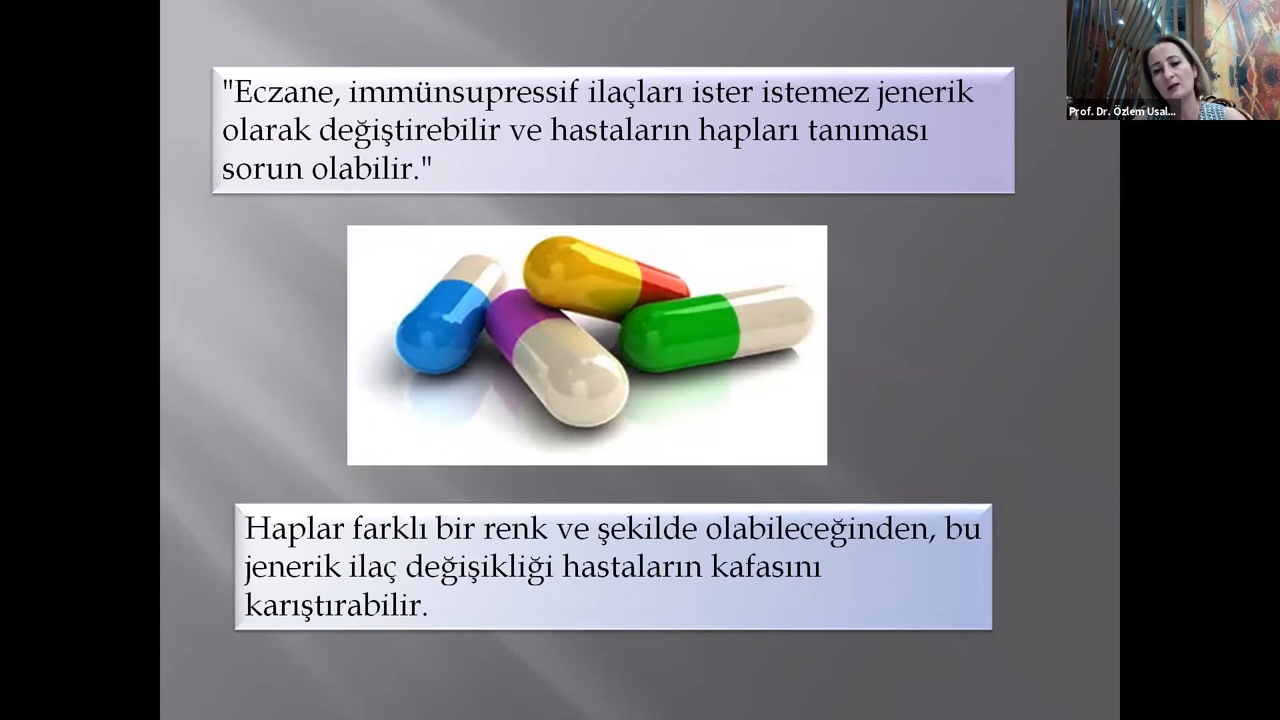 "Eczane, immünsupressif ilaçları ister istemez jenerik
olarak değiştirebilir ve hastaların hapları tanıması
sorun olabilir."
Prof. Dr. Özlem Usal...
Haplar farklı bir renk ve şekilde olabileceğinden, bu
jenerik ilaç değişikliği hastaların kafasını
karıştırabilir.